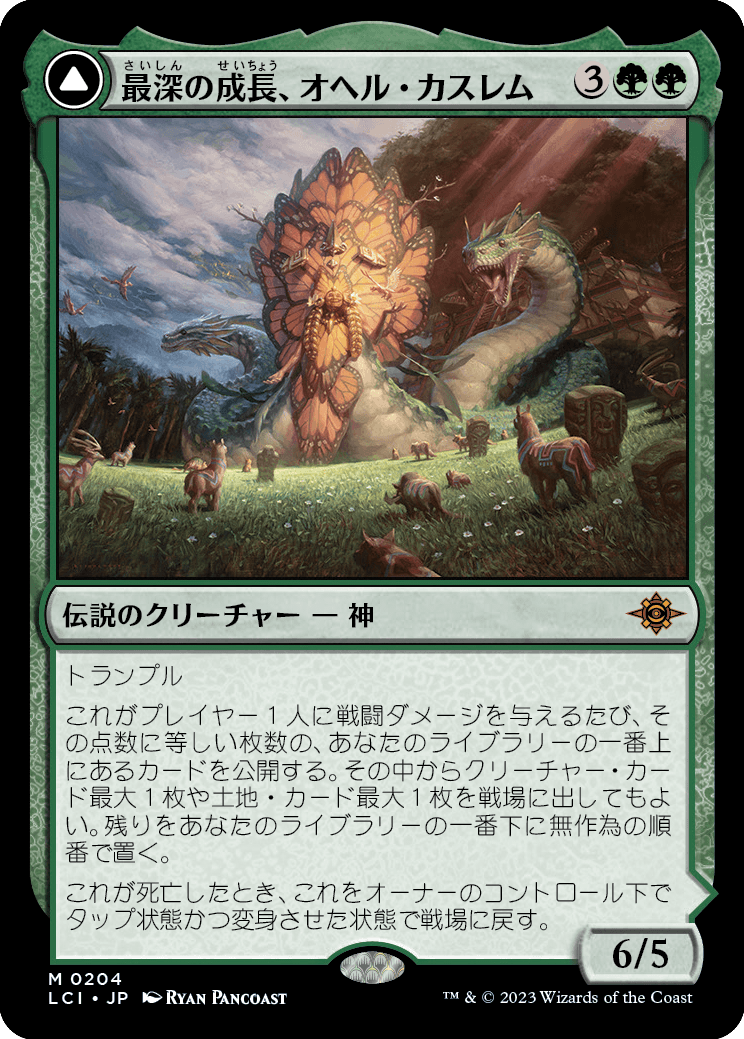 さいしん せいちょう
最深の成長、オヘル・カスレム 3
伝説のクリーチャー ― 神
トランプル
これがプレイヤー1人に戦闘ダメージを与えるたび、そ
の点数に等しい枚数の、あなたのライブラリーの一番上
にあるカードを公開する。その中からクリーチャー・カー
ド最大1枚や土地・カード最大1枚を戦場に出してもよ
い。残りをあなたのライブラリーの一番下に無作為の順
番で置く。
これが死亡したとき、これをオーナーのコントロール下で
タップ状態かつ変身させた状態で戦場に戻す。
6/5
M 0204
LCI • JP RYAN PANCOAST
™ & © 2023 Wizards of the Coast